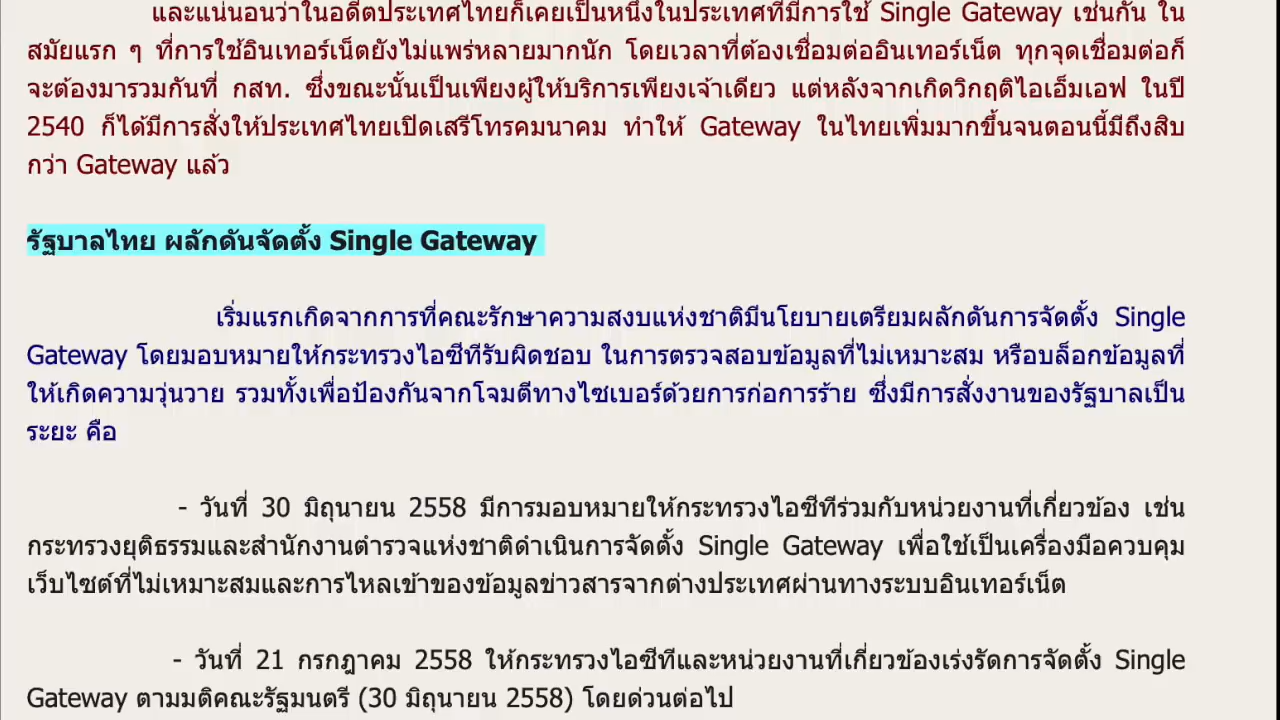 และแน่นอนว่าในอดีตประเทศไทยก็เคยเป็นหนึ่งในประเทศที่มีการใช้ Single Gateway เช่นกัน ใน
สมัยแรก ๆ ที่การใช้อินเทอร์เน็ตยังไม่แพร่หลายมากนัก โดยเวลาที่ต้องเชื่อมต่ออินเทอร์เน็ต ทุกจุดเชื่อมต่อก็
จะต้องมารวมกันที่ กสท. ซึ่งขณะนั้นเป็นเพียงผู้ให้บริการเพียงเจ้าเดียว แต่หลังจากเกิดวิกฤติไอเอ็มเอฟ ในปี
2540 ก็ได้มีการสั่งให้ประเทศไทยเปิดเสรีโทรคมนาคม ทำให้ Gateway ในไทยเพิ่มมากขึ้นจนตอนนี้มีถึงสิบ
กว่า Gateway แล้ว
รัฐบาลไทย ผลักดันจัดตั้ง Single Gateway
เริ่มแรกเกิดจากการที่คณะรักษาความสงบแห่งชาติมีนโยบายเตรียมผลักดันการจัดตั้ง Single
Gateway โดยมอบหมายให้กระทรวงไอซีทีรับผิดชอบ ในการตรวจสอบข้อมูลที่ไม่เหมาะสม หรือบล็อกข้อมูลที่
ให้เกิดความวุ่นวาย รวมทั้งเพื่อป้องกันจากโจมตีทางไซเบอร์ด้วยการก่อการร้าย ซึ่งมีการสั่งงานของรัฐบาลเป็น
ระยะ คือ
- วันที่ 30 มิถุนายน 2558 มีการมอบหมายให้กระทรวงไอซีทีร่วมกับหน่วยงานที่เกี่ยวข้อง เช่น
กระทรวงยุติธรรมและสำนักงานตำรวจแห่งชาติดำเนินการจัดตั้ง Single Gateway เพื่อใช้เป็นเครื่องมือควบคุม
เว็บไซต์ที่ไม่เหมาะสมและการไหลเข้าของข้อมูลข่าวสารจากต่างประเทศผ่านทางระบบอินเทอร์เน็ต
- วันที่ 21 กรกฎาคม 2558 ให้กระทรวงไอซีทีและหน่วยงานที่เกี่ยวข้องเร่งรัดการจัดตั้ง Single
Gateway ตามมติคณะรัฐมนตรี (30 มิถุนายน 2558) โดยด่วนต่อไป